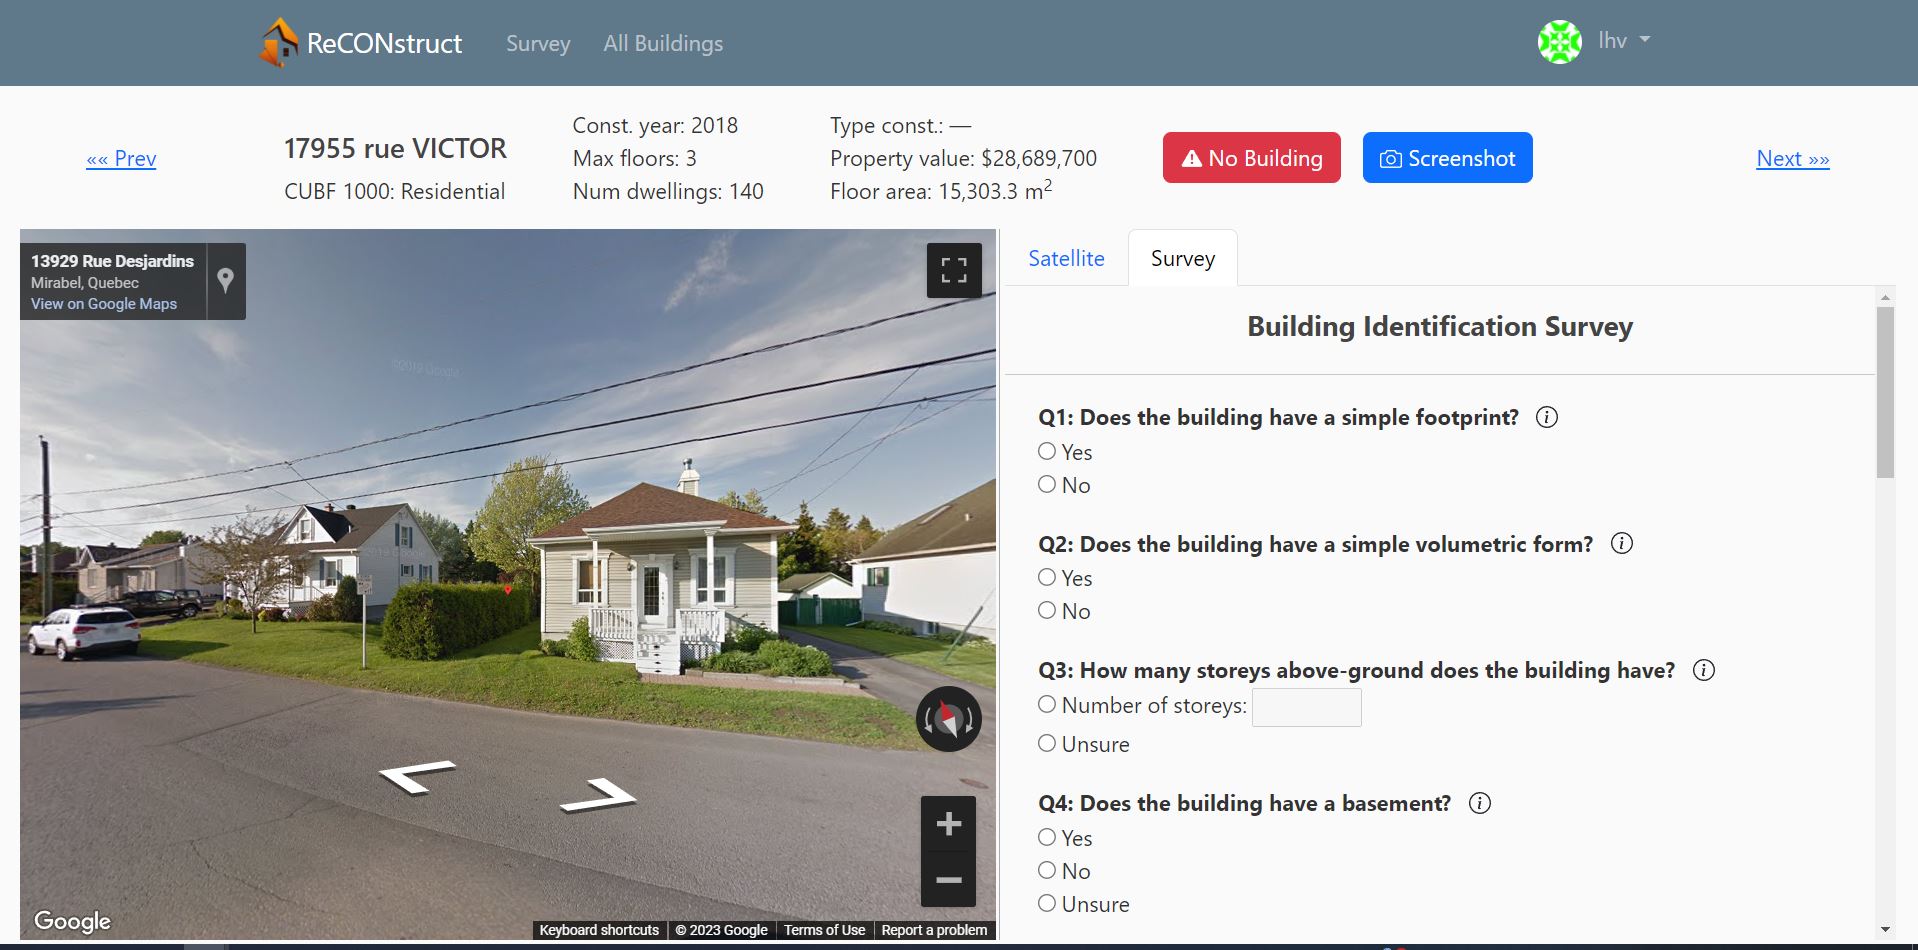 ReCONstruct
Survey
All Buildings
lhv
«« Prev
17955 rue VICTOR
CUBF 1000: Residential
Const. year: 2018
Max floors: 3
Num dwellings: 140
Type const.: —
Property value: $28,689,700
Floor area: 15,303.3 m²
No Building
Screenshot
Next »»
13929 Rue Desjardins
Mirabel, Quebec
View on Google Maps
©2019 Google
©2019 Google
Google
Keyboard shortcuts
© 2023 Google
Terms of Use
Report a problem
Satellite
Survey
Building Identification Survey
Q1: Does the building have a simple footprint?
Yes
No
Q2: Does the building have a simple volumetric form?
Yes
No
Q3: How many storeys above-ground does the building have?
Number of storeys:
Unsure
Q4: Does the building have a basement?
Yes
No
Unsure